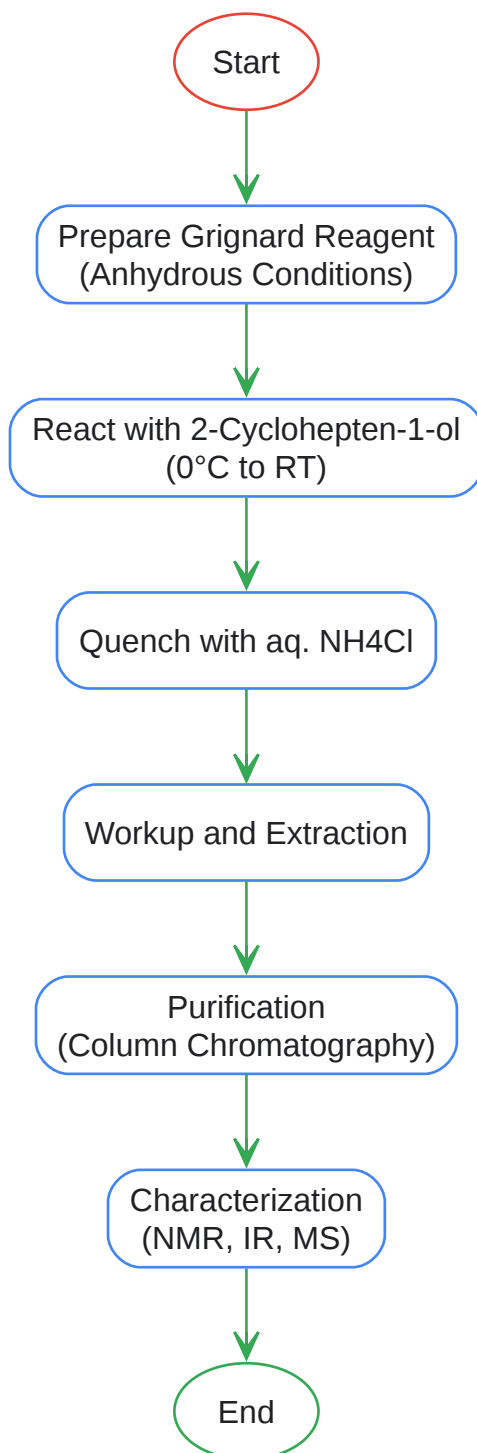 Start
Prepare Grignard Reagent
(Anhydrous Conditions)
React with 2-Cyclohepten-1-ol
(0°C to RT)
Quench with aq. NH4Cl
Workup and Extraction
Purification
(Column Chromatography)
Characterization
(NMR, IR, MS)
End